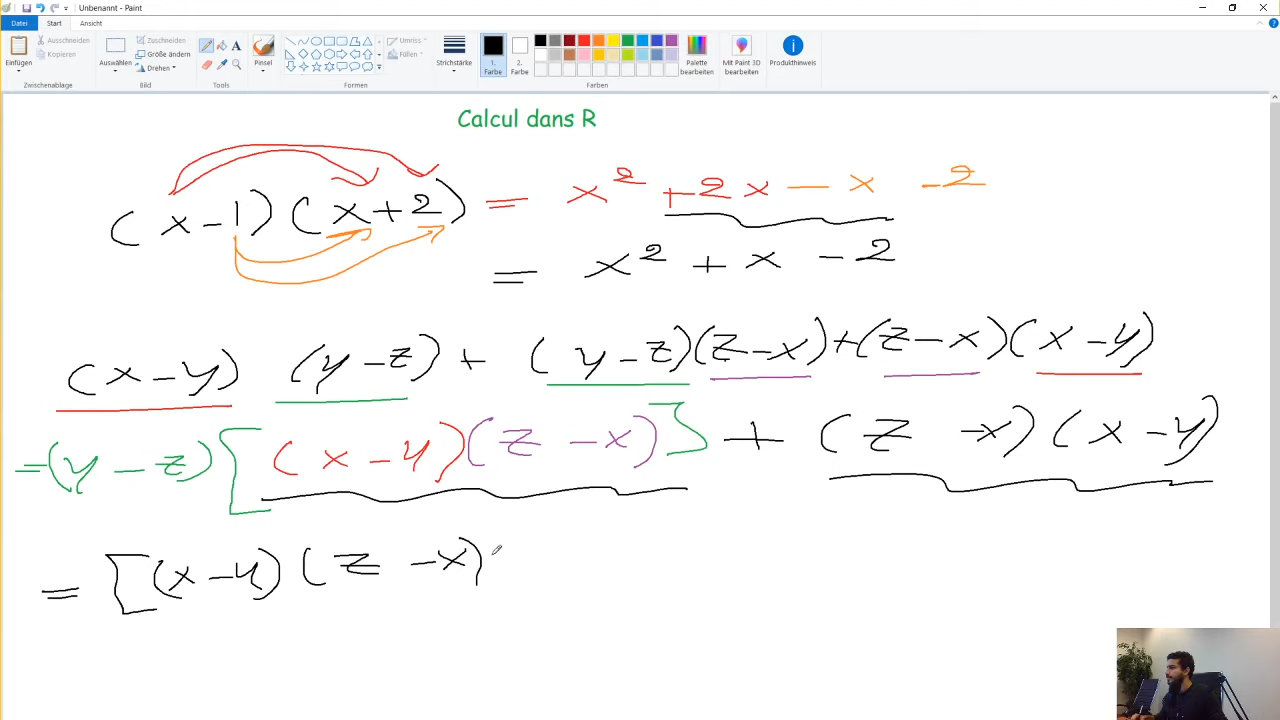 Unbenannt - Paint
Datei Start Ansicht
Einfügen
Ausschneiden
Kopieren
Zwischenablage
Auswählen
Zuschneiden
Größe ändern
Drehen
Bild
A
Tools
Pinsel
Umriss
Füllen
Formen
Strichstärke
1. Farbe
2. Farbe
Palette bearbeiten
Farben
Mit Paint 3D bearbeiten
Produkthinweis
Calcul dans R
(x-1)(x+2) = x² +2x - x -2
= x² + x -2
(x-y) (y-z) + (y-z)(z-x)+(z-x)(x-y)
=(y-z)[(x-y)(z-x)] + (z-x)(x-y)
= [(x-y)(z-x)